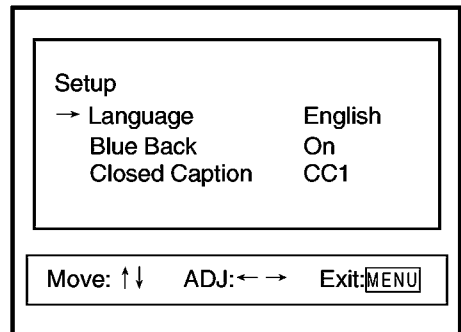 Setup
→ Language English
Blue Back On
Closed Caption CC1
Move: ↑↓ ADJ:← → Exit:MENU